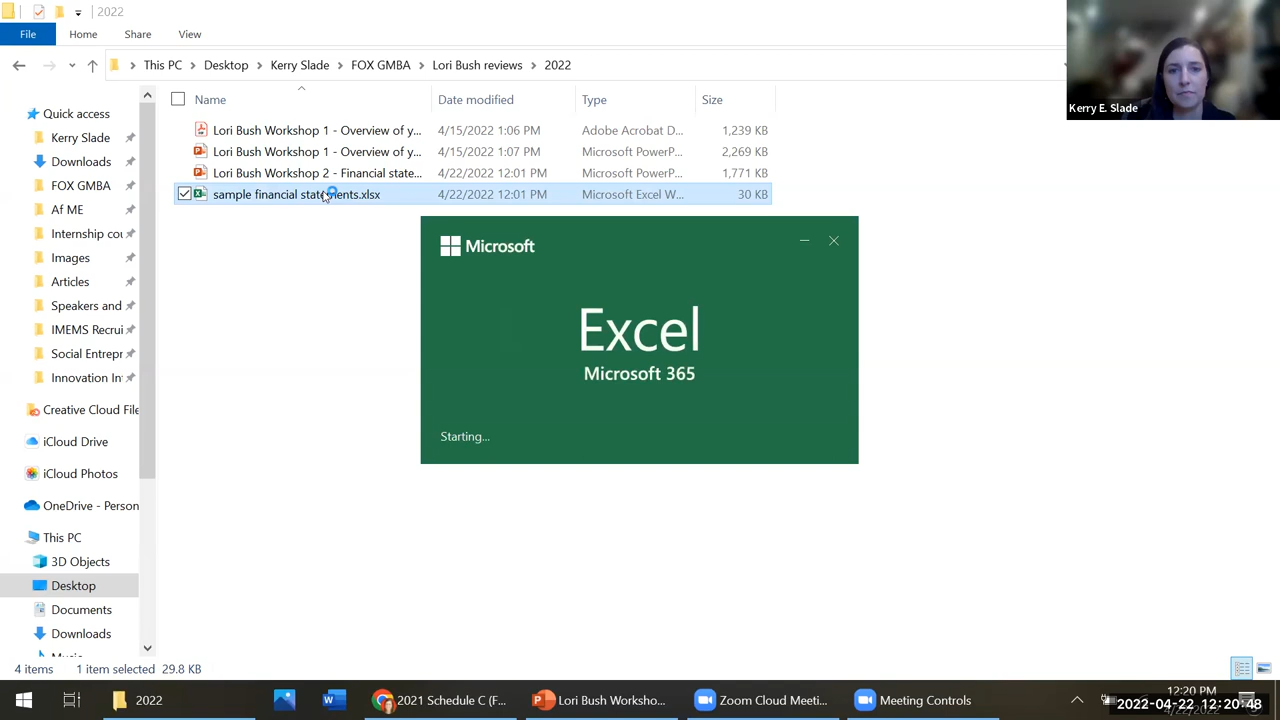 2022
File Home Share View
This PC Desktop Kerry Slade FOX GMBA Lori Bush reviews 2022
Kerry E. Slade
Name Date modified Type Size
Lori Bush Workshop 1 - Overview of y... 4/15/2022 1:06 PM Adobe Acrobat D... 1,239 KB
Lori Bush Workshop 1 - Overview of y... 4/15/2022 1:07 PM Microsoft PowerP... 2,269 KB
Lori Bush Workshop 2 - Financial state... 4/22/2022 12:01 PM Microsoft PowerP... 1,771 KB
sample financial statements.xlsx 4/22/2022 12:01 PM Microsoft Excel W... 30 KB
Quick access
Kerry Slade
Downloads
FOX GMBA
Af ME
Internship cou
Images
Articles
Speakers and
IMEMS Recrui
Social Entrepr
Innovation In
Creative Cloud File
iCloud Drive
iCloud Photos
OneDrive - Person
This PC
3D Objects
Desktop
Documents
Downloads
Microsoft
Excel
Microsoft 365
Starting...
4 items 1 item selected 29.8 KB
2022
2021 Schedule C (F...
Lori Bush Worksho...
Zoom Cloud Meeti...
Meeting Controls
12:20 PM
2022-04-22 12:20:48